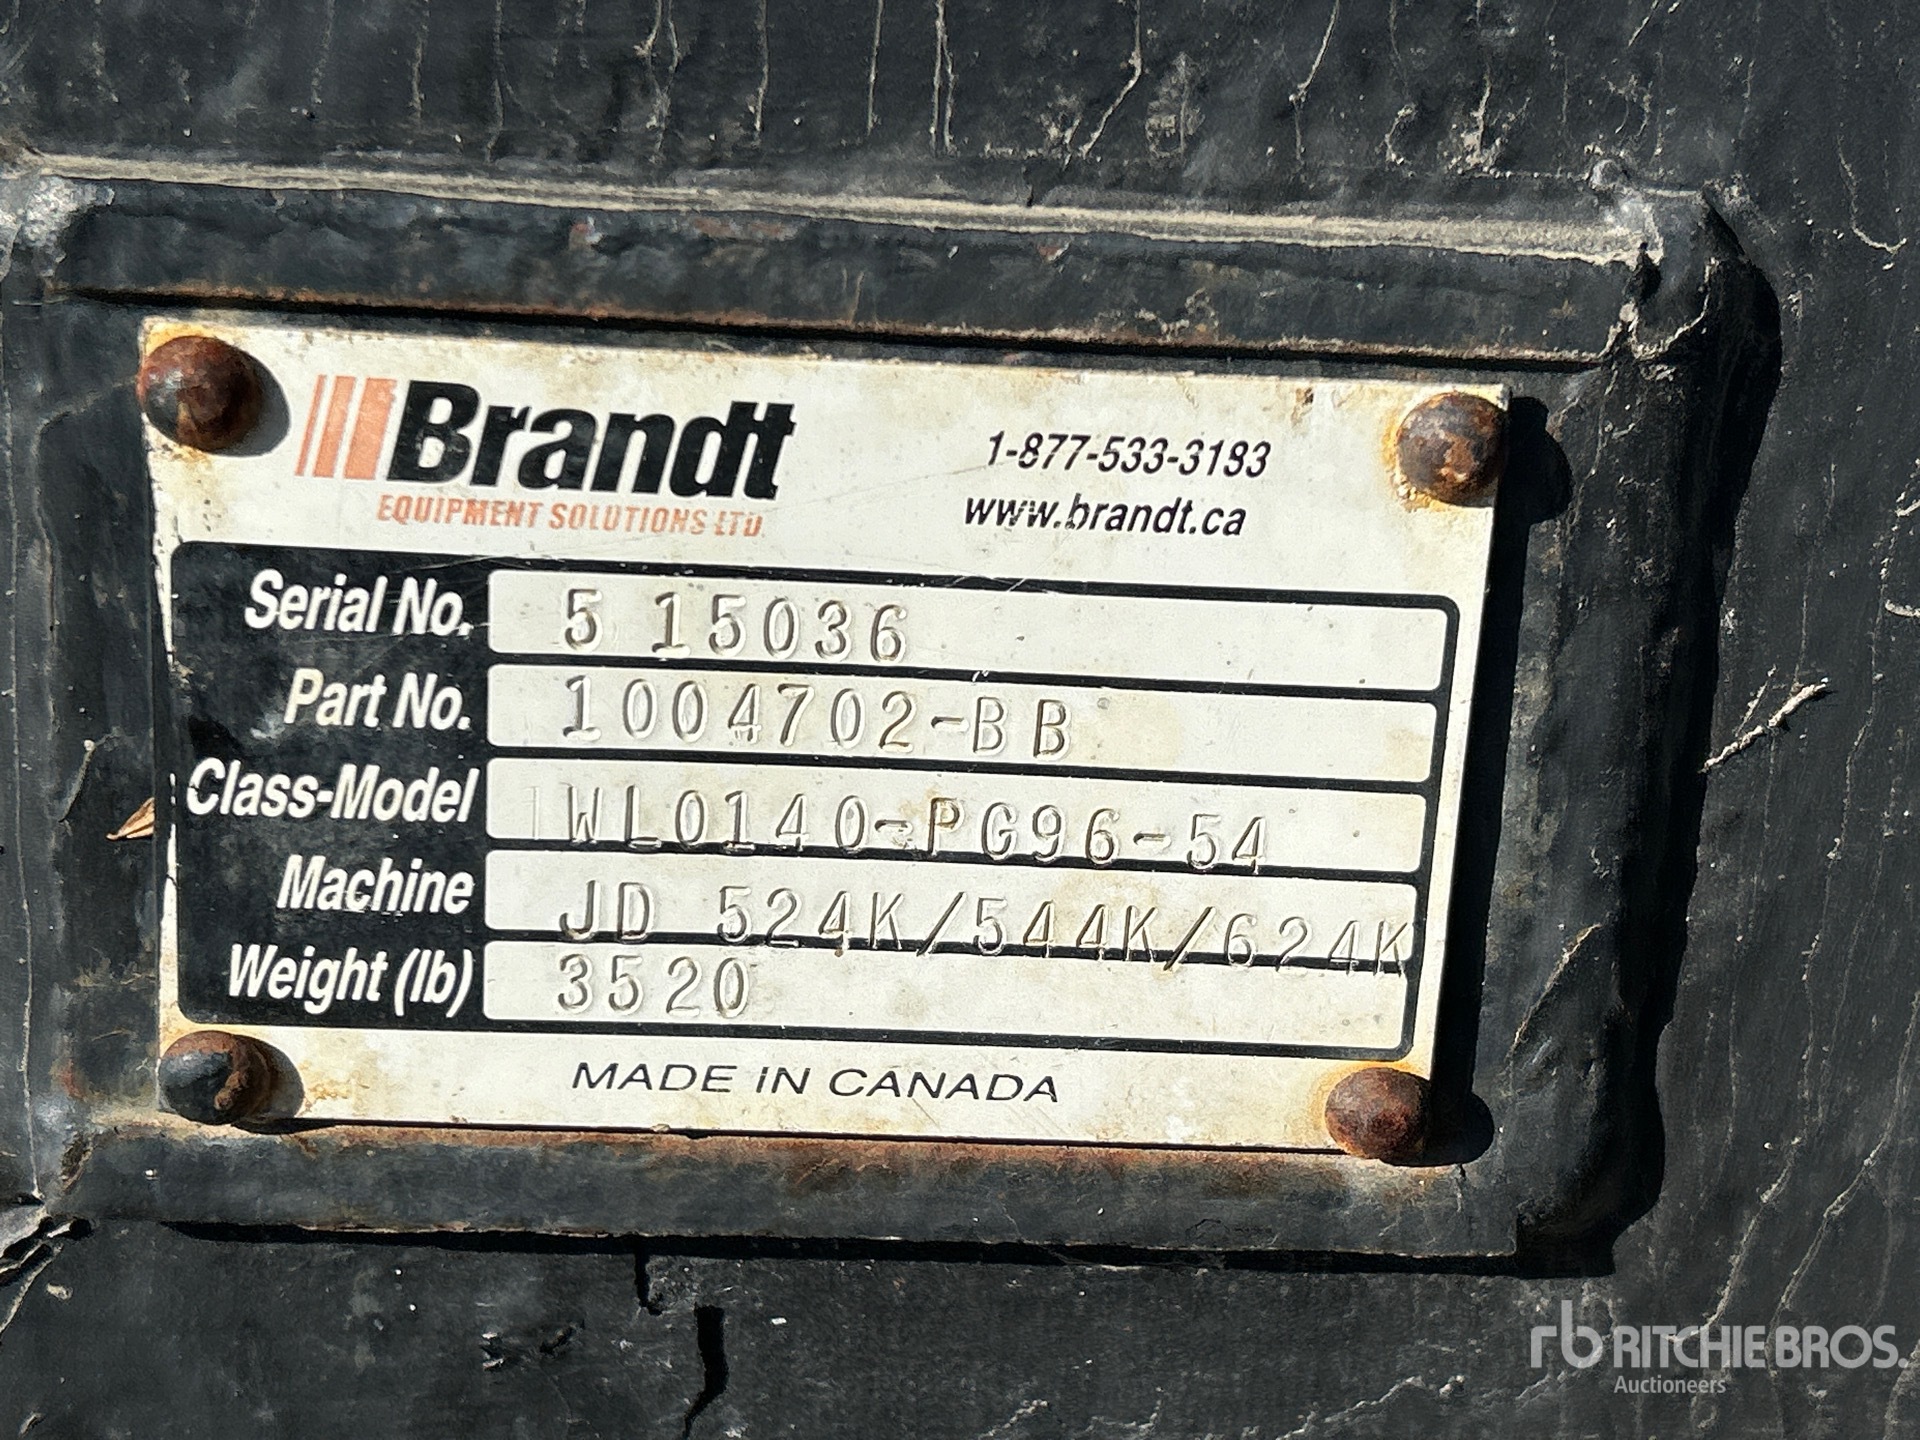 Brandt
EQUIPMENT SOLUTIONS LTD.
1-877-533-3183
www.brandt.ca
Serial No. 5 15036
Part No. 1004702-BB
Class-Model WL0140-PG96-54
Machine JD 524K/544K/624K
Weight (lb) 3520
MADE IN CANADA
rb RITCHIE BROS.
Auctioneers